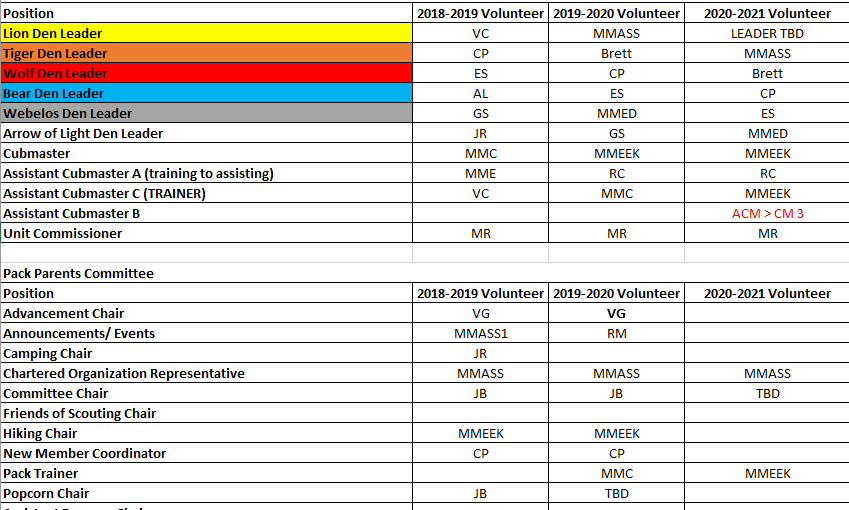 Position 2018-2019 Volunteer 2019-2020 Volunteer 2020-2021 Volunteer
Lion Den Leader VC MMASS LEADER TBD
Tiger Den Leader CP Brett MMASS
Wolf Den Leader ES CP Brett
Bear Den Leader AL ES CP
Webelos Den Leader GS MMED ES
Arrow of Light Den Leader JR GS MMED
Cubmaster MMC MMEEK MMEEK
Assistant Cubmaster A (training to assisting) MME RC RC
Assistant Cubmaster C (TRAINER) VC MMC MMEEK
Assistant Cubmaster B ACM > CM 3
Unit Commissioner MR MR MR
Pack Parents Committee
Position 2018-2019 Volunteer 2019-2020 Volunteer 2020-2021 Volunteer
Advancement Chair VG VG
Announcements/ Events MMASS1 RM
Camping Chair JR
Chartered Organization Representative MMASS MMASS MMASS
Committee Chair JB JB TBD
Friends of Scouting Chair
Hiking Chair MMEEK MMEEK
New Member Coordinator CP CP
Pack Trainer MMC MMEEK
Popcorn Chair JB TBD